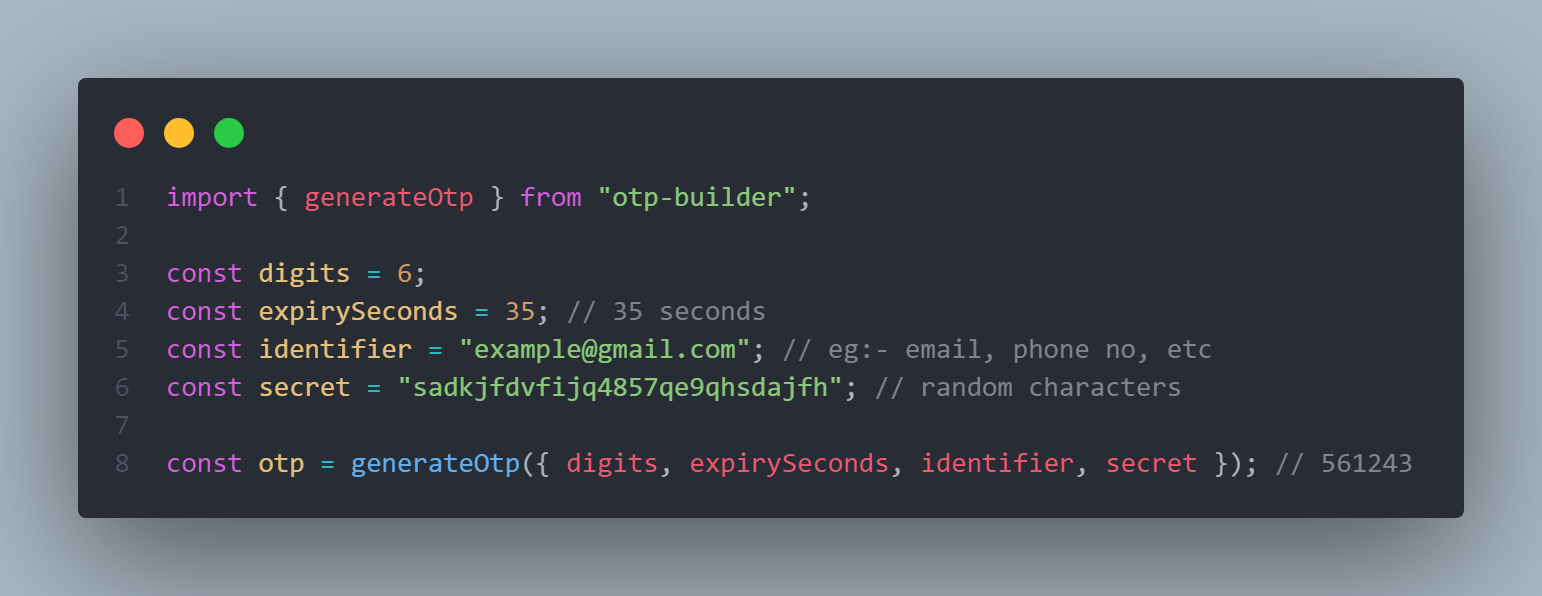 1 import { generateOtp } from "otp-builder";
2
3 const digits = 6;
4 const expirySeconds = 35; // 35 seconds
5 const identifier = "example@gmail.com"; // eg:- email, phone no, etc
6 const secret = "sadkjfdvfijq4857qe9qhsdajfh"; // random characters
7
8 const otp = generateOtp({ digits, expirySeconds, identifier, secret }); // 561243